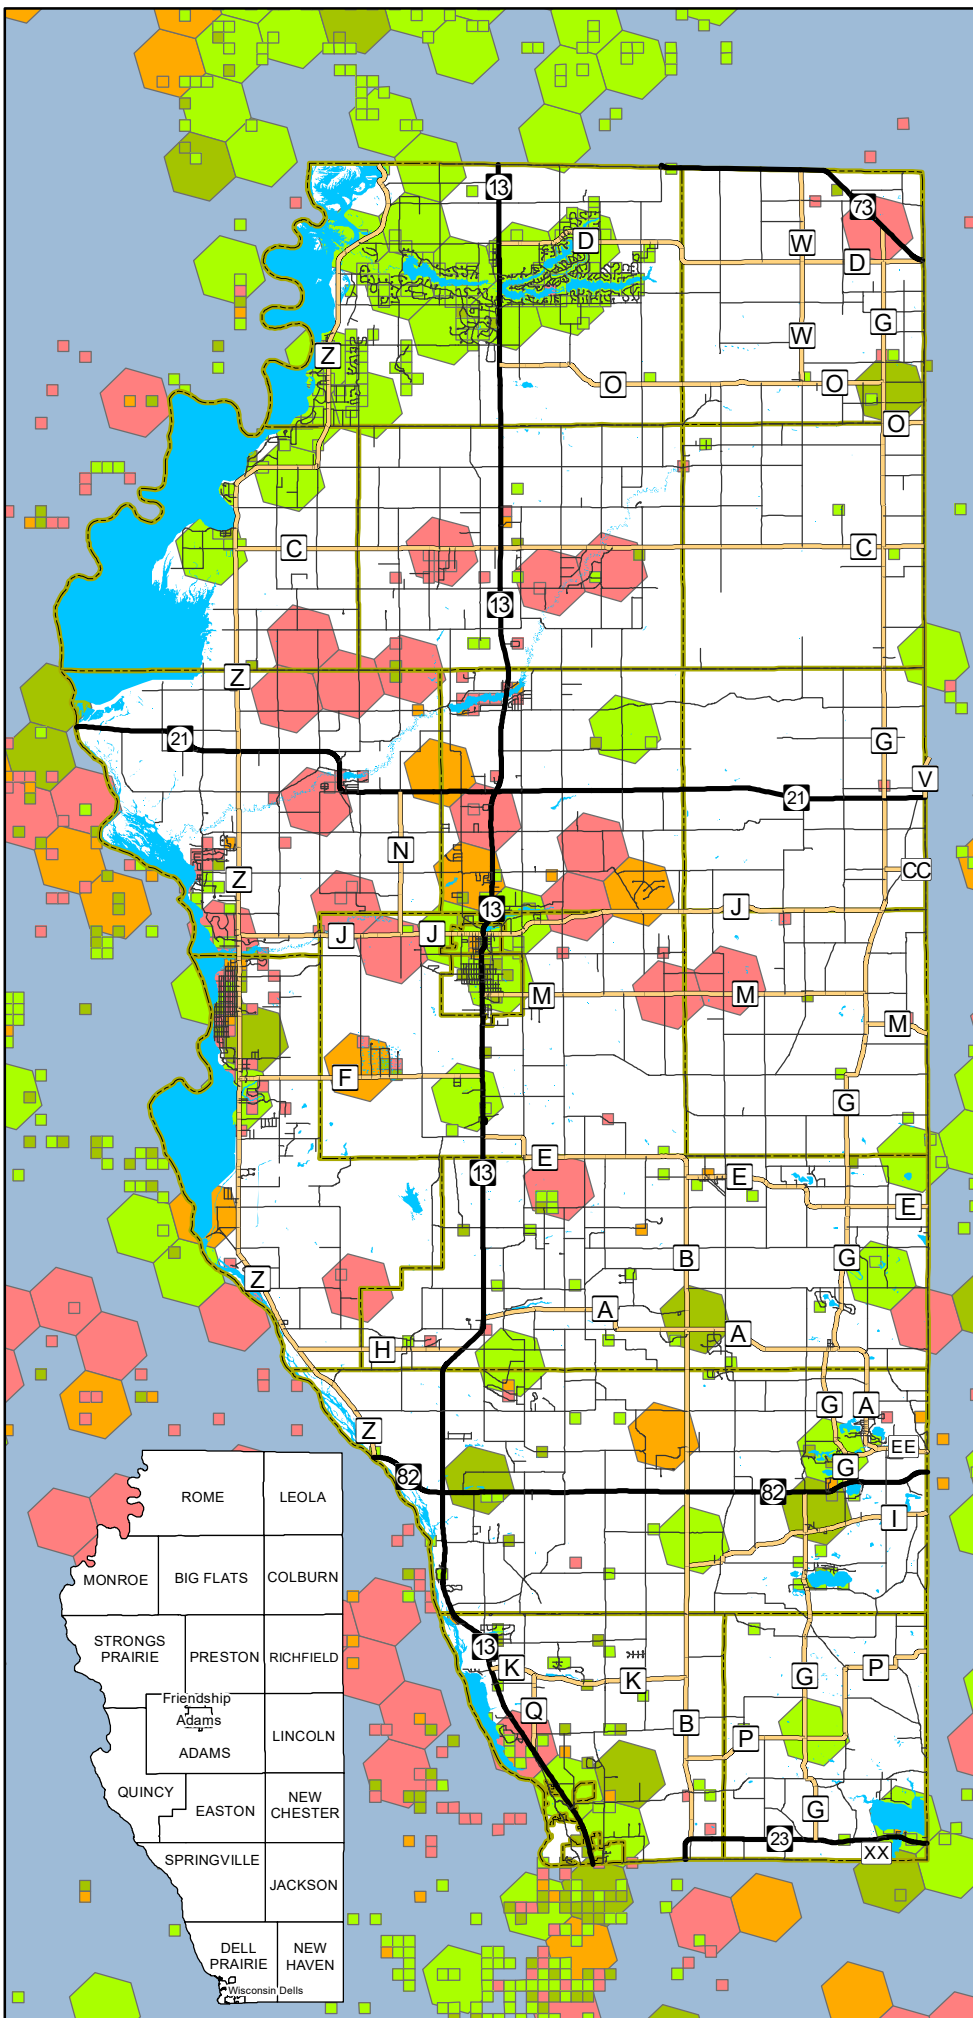 13
73
D
W
D
G
Z
W
O
O
O
C
C
13
Z
21
G
V
21
N
CC
Z
13
J
J
J
M
M
M
F
G
13
E
E
E
B
G
Z
A
A
H
G
A
Z
EE
G
82
82
I
13
K
K
G
P
Q
B
P
G
23
XX
ROME
LEOLA
MONROE
BIG FLATS
COLBURN
STRONGS
PRAIRIE
PRESTON
RICHFIELD
Friendship
Adams
ADAMS
LINCOLN
QUINCY
EASTON
NEW
CHESTER
SPRINGVILLE
JACKSON
DELL
PRAIRIE
NEW
HAVEN
Wisconsin Dells